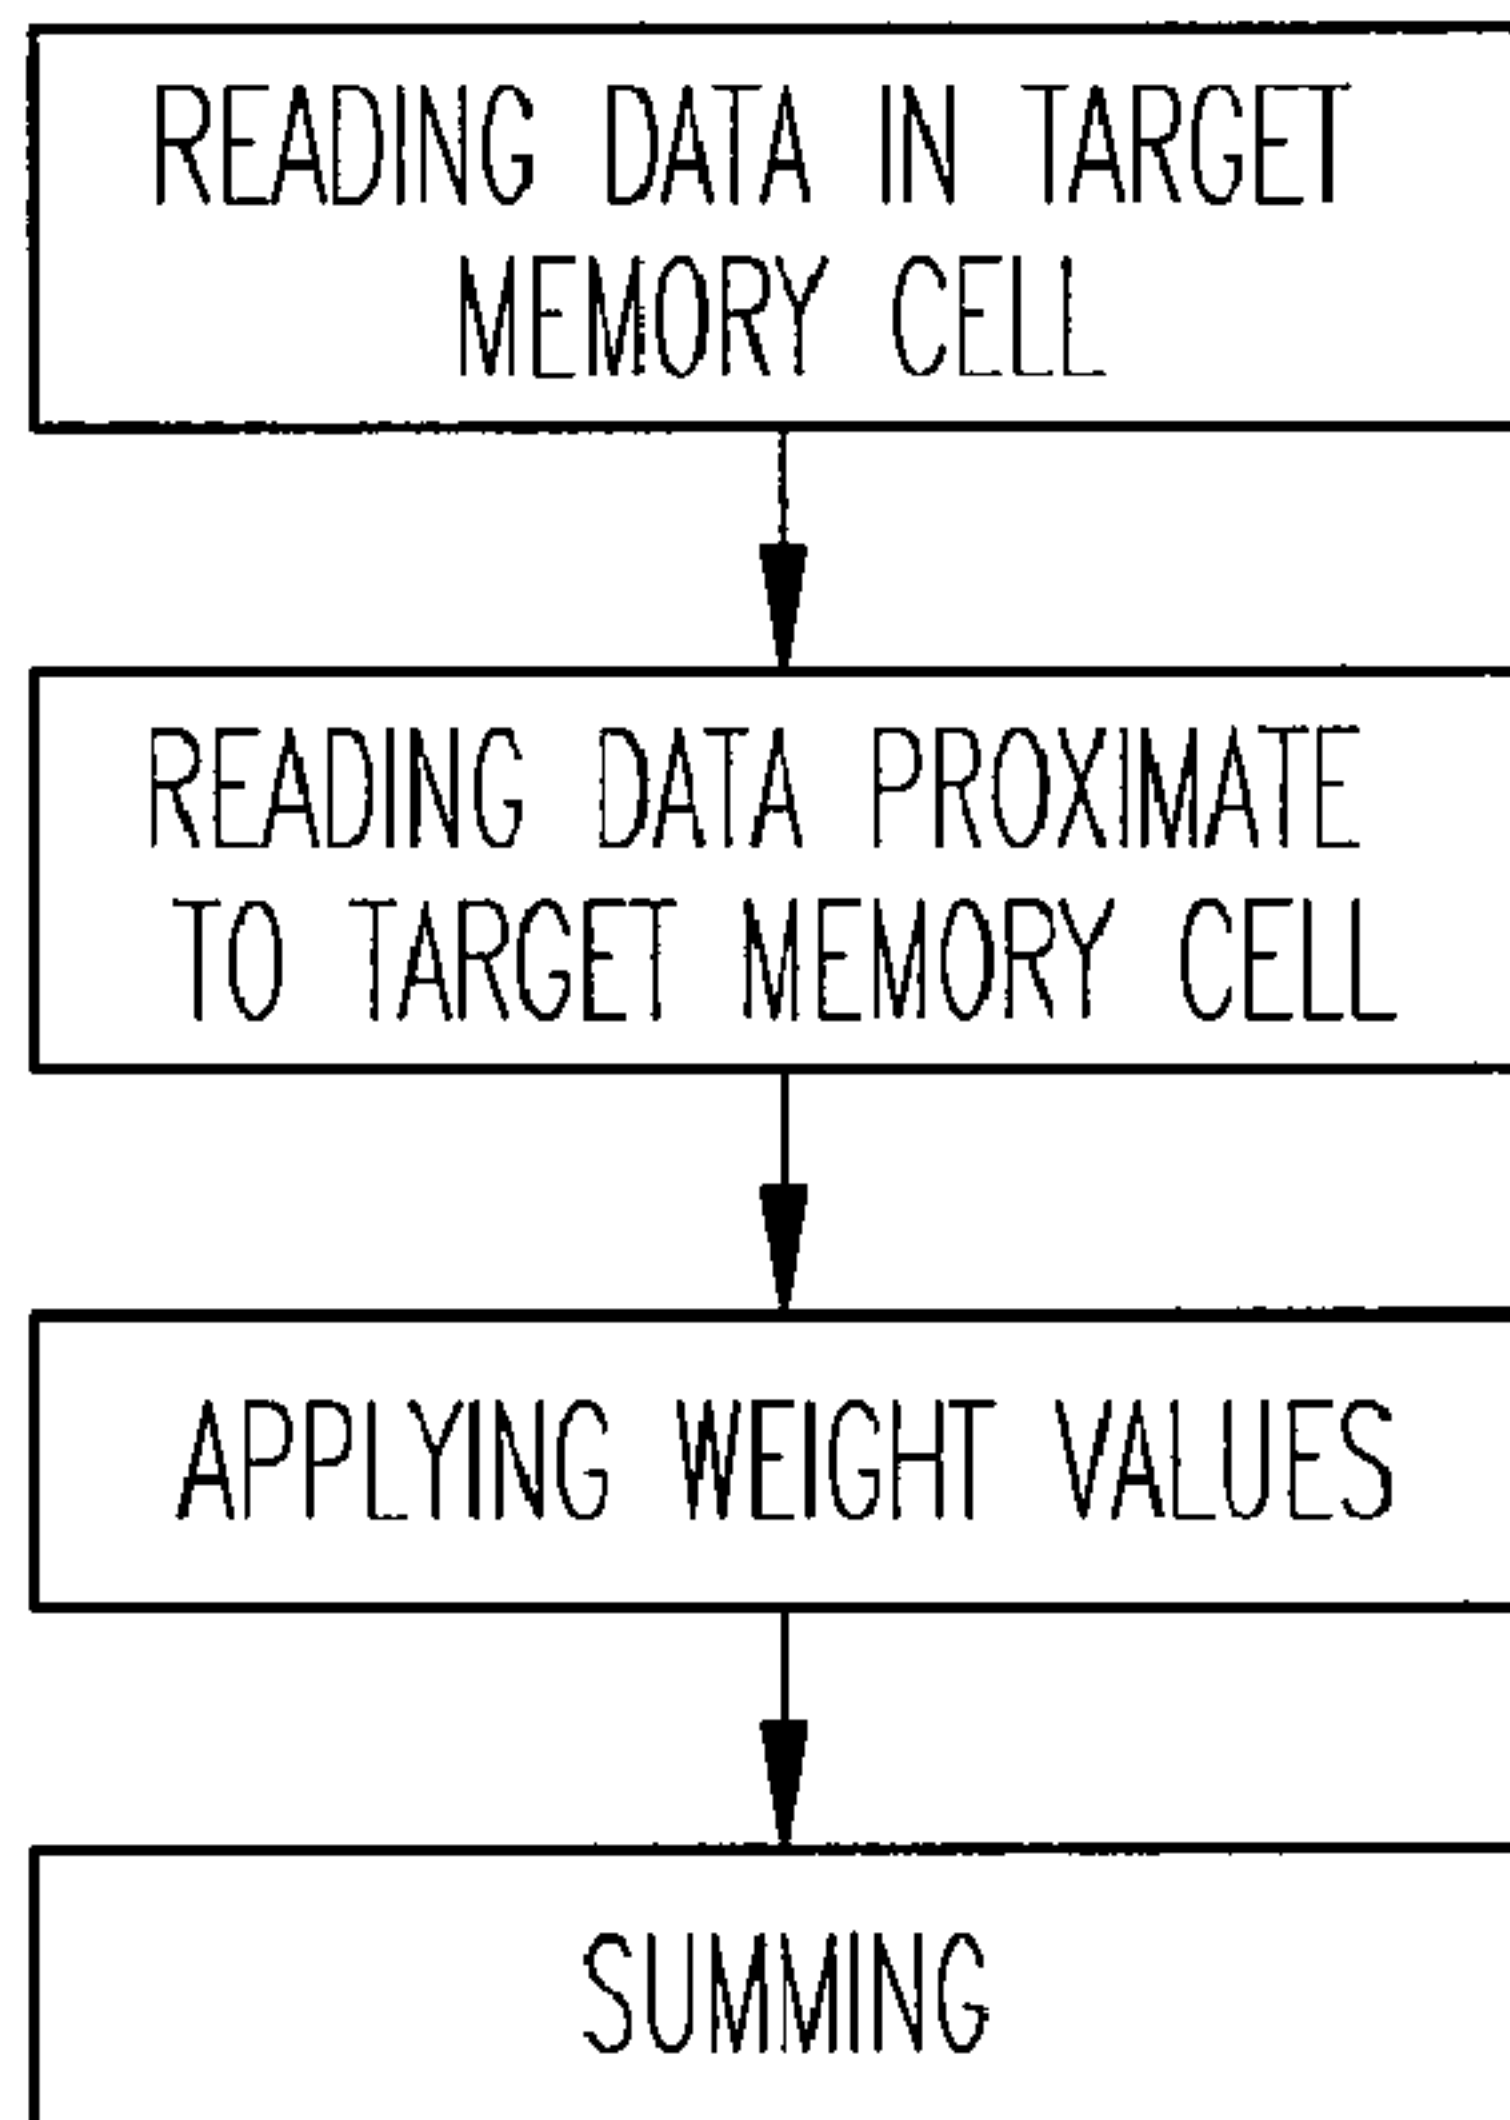 READING DATA IN TARGET
MEMORY CELL
READING DATA PROXIMATE
TO TARGET MEMORY CELL
APPLYING WEIGHT VALUES
SUMMING